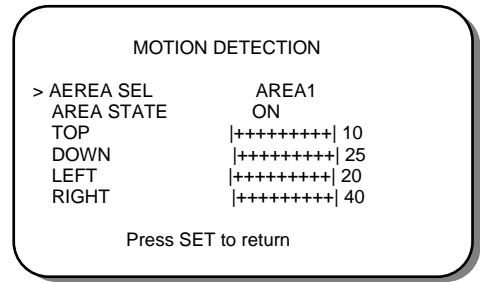 MOTION DETECTION
> AEREA SEL AREA1
AREA STATE ON
TOP |+++++++++| 10
DOWN |+++++++++| 25
LEFT |+++++++++| 20
RIGHT |+++++++++| 40
Press SET to return